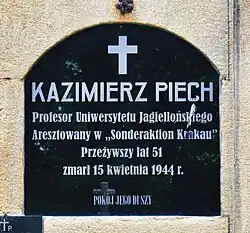 KAZIMIERZ PIECH
Profesor Uniwersytetu Jagiellońskiego
Aresztowany w „Sonderaktion Krakau”
Przeżywszy lat 51
zmarł 15 kwietnia 1944 r.
POKÓJ JEGO DUSZY